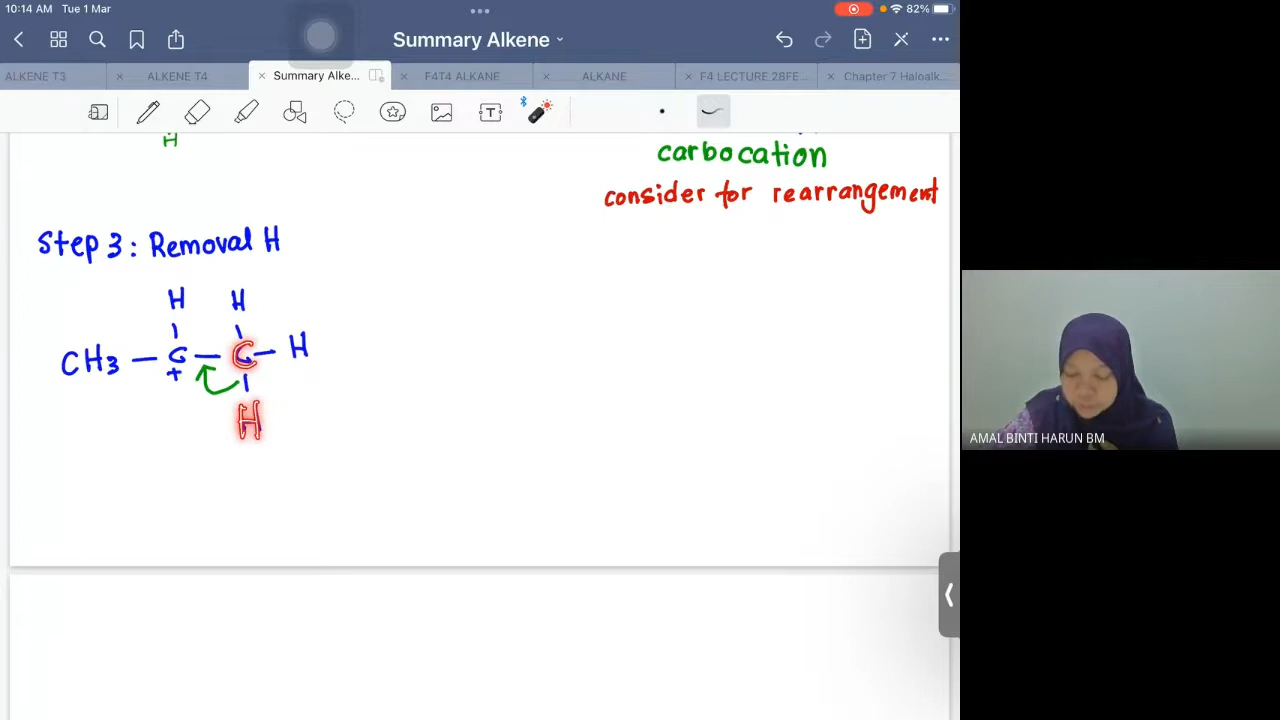 10:14 AM Tue 1 Mar
82%
Summary Alkene
ALKENE T3
ALKENE T4
Summary Alke...
F4T4 ALKANE
ALKANE
F4 LECTURE 28FE...
Chapter 7 Haloalk...
T
H
carbocation
consider for rearrangement
Step 3: Removal H
H H
CH3 — C — C — H
+
H
AMAL BINTI HARUN BM